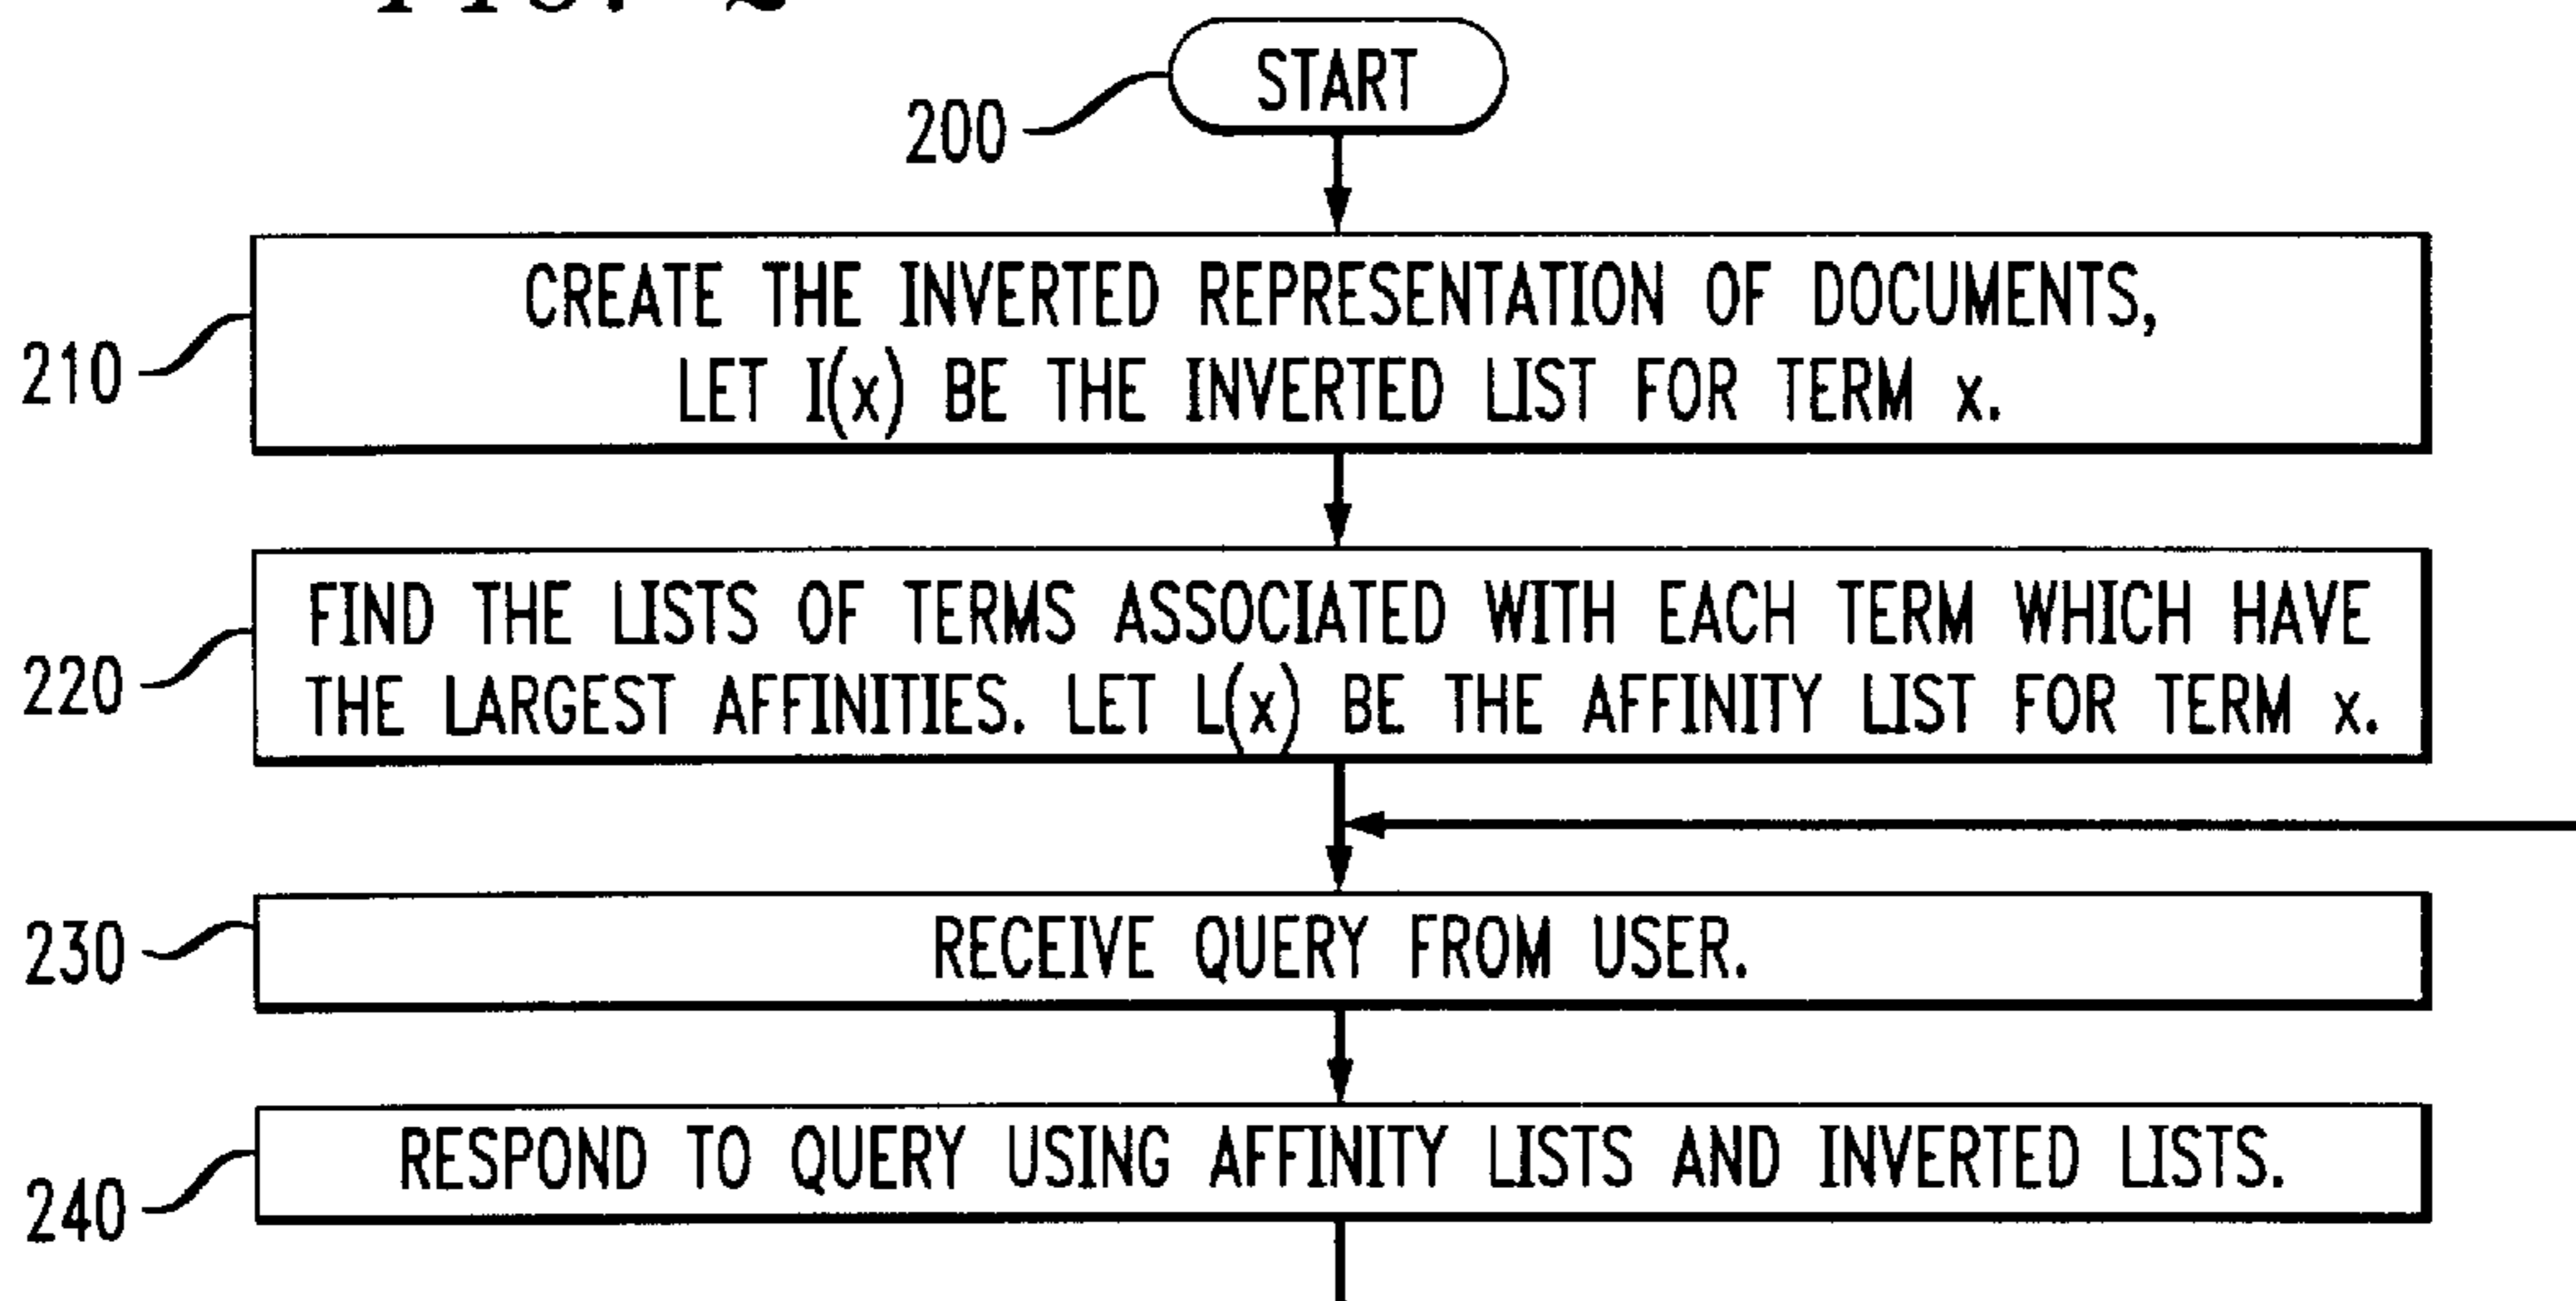 FIG. 2
START
200
CREATE THE INVERTED REPRESENTATION OF DOCUMENTS,
LET I(x) BE THE INVERTED LIST FOR TERM x.
210
FIND THE LISTS OF TERMS ASSOCIATED WITH EACH TERM WHICH HAVE
THE LARGEST AFFINITIES. LET L(x) BE THE AFFINITY LIST FOR TERM x.
220
RECEIVE QUERY FROM USER.
230
RESPOND TO QUERY USING AFFINITY LISTS AND INVERTED LISTS.
240